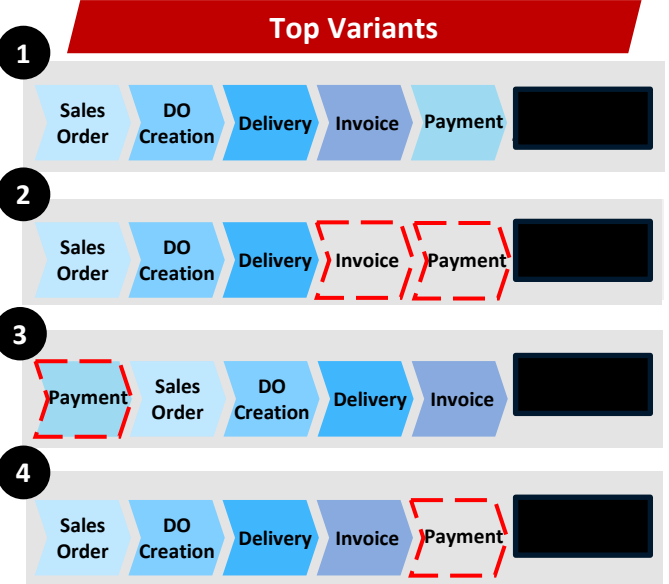 Top Variants
1
Sales Order
DO Creation
Delivery
Invoice
Payment
2
Sales Order
DO Creation
Delivery
Invoice
Payment
3
Payment
Sales Order
DO Creation
Delivery
Invoice
4
Sales Order
DO Creation
Delivery
Invoice
Payment